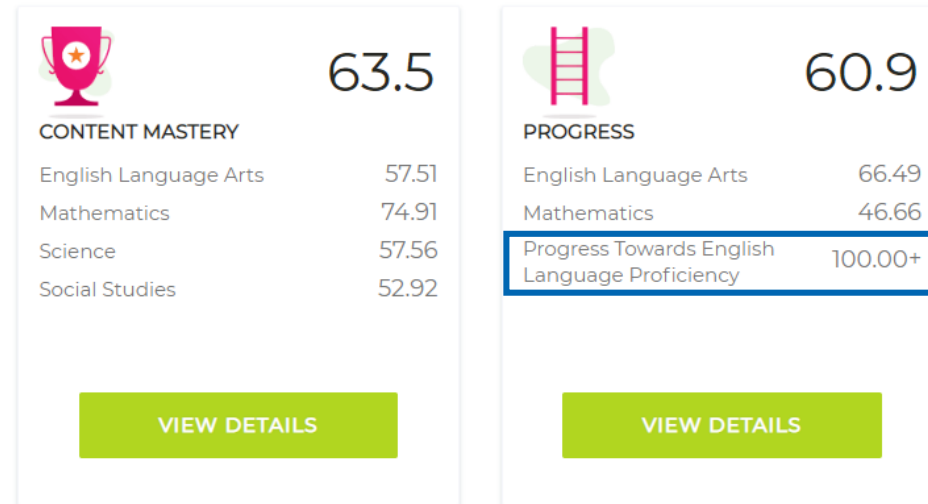 63.5
CONTENT MASTERY
English Language Arts 57.51
Mathematics 74.91
Science 57.56
Social Studies 52.92
VIEW DETAILS
60.9
PROGRESS
English Language Arts 66.49
Mathematics 46.66
Progress Towards English
Language Proficiency 100.00+
VIEW DETAILS